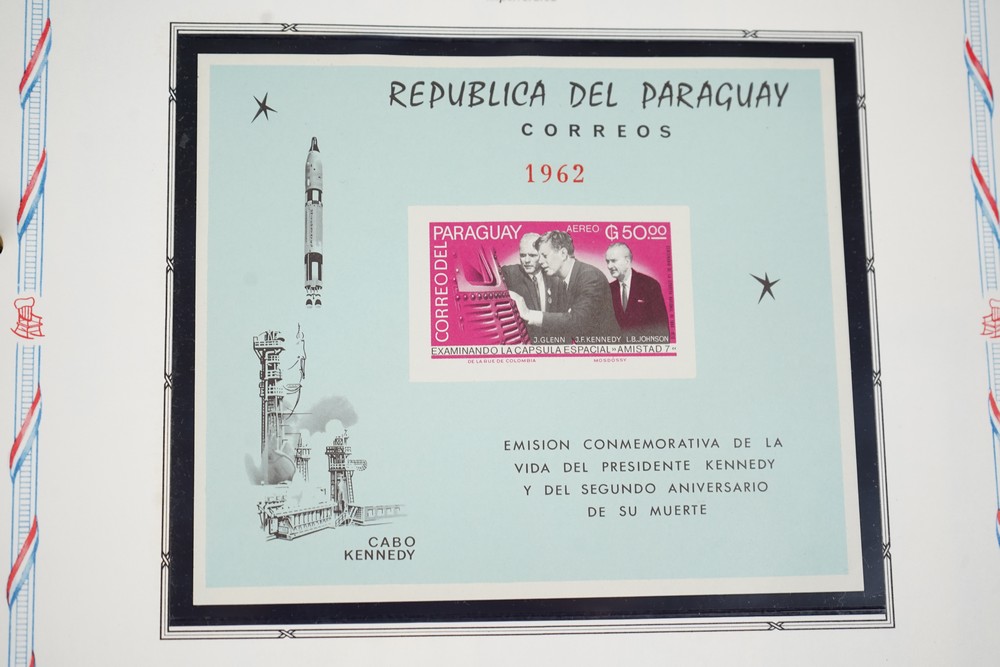 REPUBLICA DEL PARAGUAY
CORREOS
1962
CORREO DEL PARAGUAY
AEREO
₲ 50.00
J. GLENN J.F. KENNEDY L.B. JOHNSON
EXAMINANDO LA CAPSULA ESPACIAL "AMISTAD 7"
DE LA RUE DE COLOMBIA
EMISION CONMEMORATIVA DE LA
VIDA DEL PRESIDENTE KENNEDY
Y DEL SEGUNDO ANIVERSARIO
DE SU MUERTE
CABO
KENNEDY